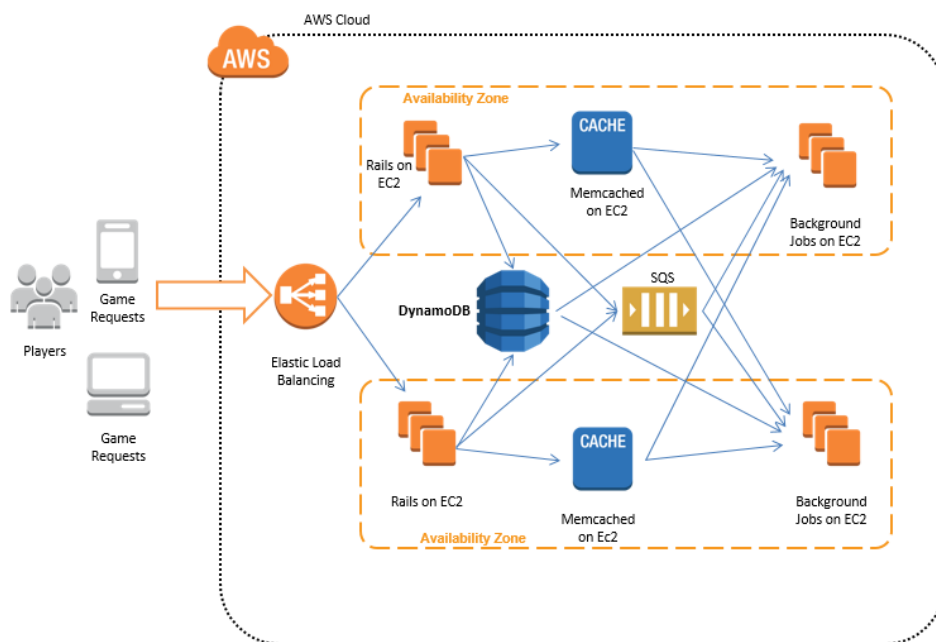 AWS Cloud
AWS
Availability Zone
Rails on
EC2
CACHE
Memcached
on EC2
Background
Jobs on EC2
Players
Game
Requests
Game
Requests
Elastic Load
Balancing
DynamoDB
SQS
Rails on EC2
CACHE
Memcached
on Ec2
Background
Jobs on EC2
Availability Zone